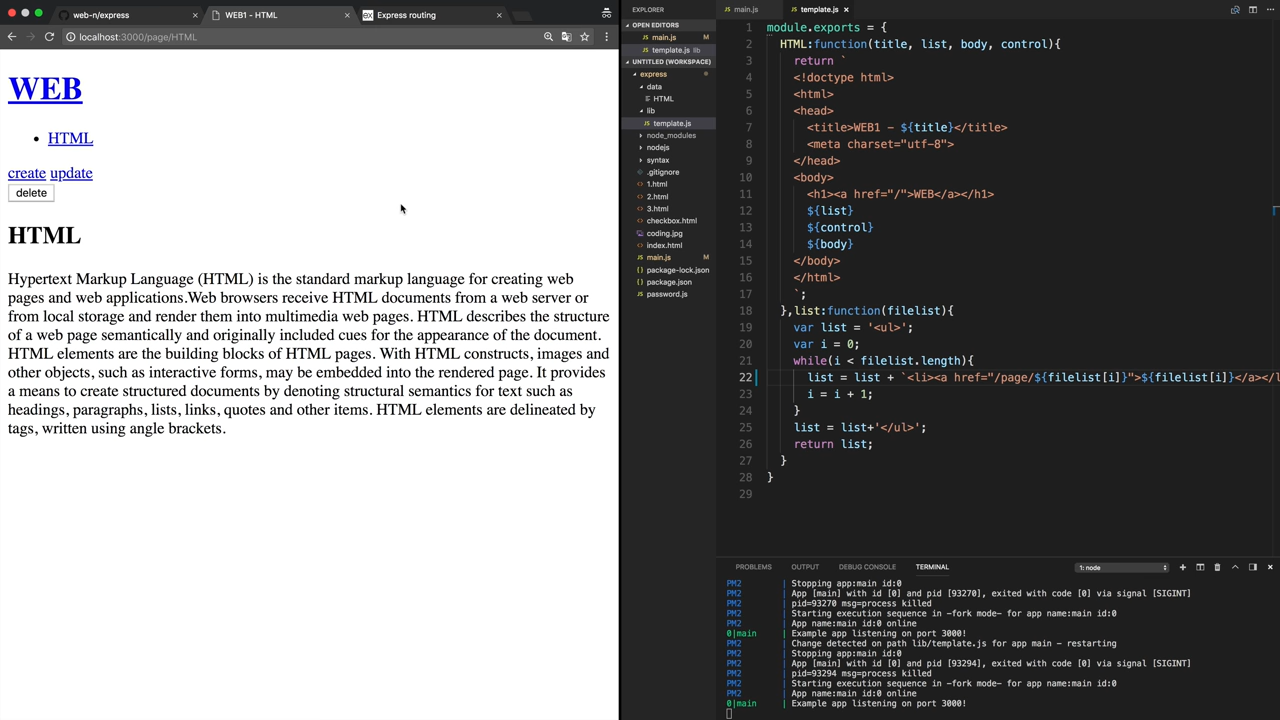 web-n/express
WEB1 - HTML
ex Express routing
localhost:3000/page/HTML
WEB
HTML
create update
delete
HTML
Hypertext Markup Language (HTML) is the standard markup language for creating web
pages and web applications.Web browsers receive HTML documents from a web server or
from local storage and render them into multimedia web pages. HTML describes the structure
of a web page semantically and originally included cues for the appearance of the document.
HTML elements are the building blocks of HTML pages. With HTML constructs, images and
other objects, such as interactive forms, may be embedded into the rendered page. It provides
a means to create structured documents by denoting structural semantics for text such as
headings, paragraphs, lists, links, quotes and other items. HTML elements are delineated by
tags, written using angle brackets.
EXPLORER
OPEN EDITORS
JS main.js M
JS template.js lib
UNTITLED (WORKSPACE)
express
data
HTML
lib
JS template.js
node_modules
nodejs
syntax
.gitignore
1.html
2.html
3.html
checkbox.html
coding.jpg
index.html
JS main.js M
package-lock.json
package.json
JS password.js
JS main.js
JS template.js
1 module.exports = {
2 HTML:function(title, list, body, control){
3 return `
4 <!doctype html>
5 <html>
6 <head>
7 <title>WEB1 - ${title}</title>
8 <meta charset="utf-8">
9 </head>
10 <body>
11 <h1><a href="/">WEB</a></h1>
12 ${list}
13 ${control}
14 ${body}
15 </body>
16 </html>
17 `;
18 },list:function(filelist){
19 var list = '<ul>';
20 var i = 0;
21 while(i < filelist.length){
22 list = list + `<li><a href="/page/${filelist[i]}">${filelist[i]}</a></l
23 i = i + 1;
24 }
25 list = list+'</ul>';
26 return list;
27 }
28 }
29
PROBLEMS OUTPUT DEBUG CONSOLE TERMINAL
1: node
PM2 | Stopping app:main id:0
PM2 | App [main] with id [0] and pid [93270], exited with code [0] via signal [SIGINT]
PM2 | pid=93270 msg=process killed
PM2 | Starting execution sequence in -fork mode- for app name:main id:0
PM2 | App name:main id:0 online
0|main | Example app listening on port 3000!
PM2 | Change detected on path lib/template.js for app main - restarting
PM2 | Stopping app:main id:0
PM2 | App [main] with id [0] and pid [93294], exited with code [0] via signal [SIGINT]
PM2 | pid=93294 msg=process killed
PM2 | Starting execution sequence in -fork mode- for app name:main id:0
PM2 | App name:main id:0 online
0|main | Example app listening on port 3000!